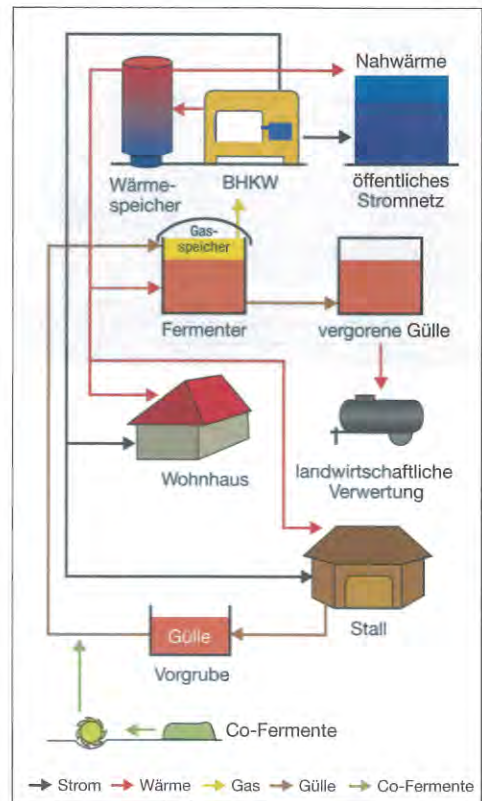 Nahwärme
Wärme-
speicher
BHKW
öffentliches
Stromnetz
Gas-
speicher
Fermenter
vergorene Gülle
Wohnhaus
landwirtschaftliche
Verwertung
Stall
Gülle
Vorgrube
Co-Fermente
Strom
Wärme
Gas
Gülle
Co-Fermente